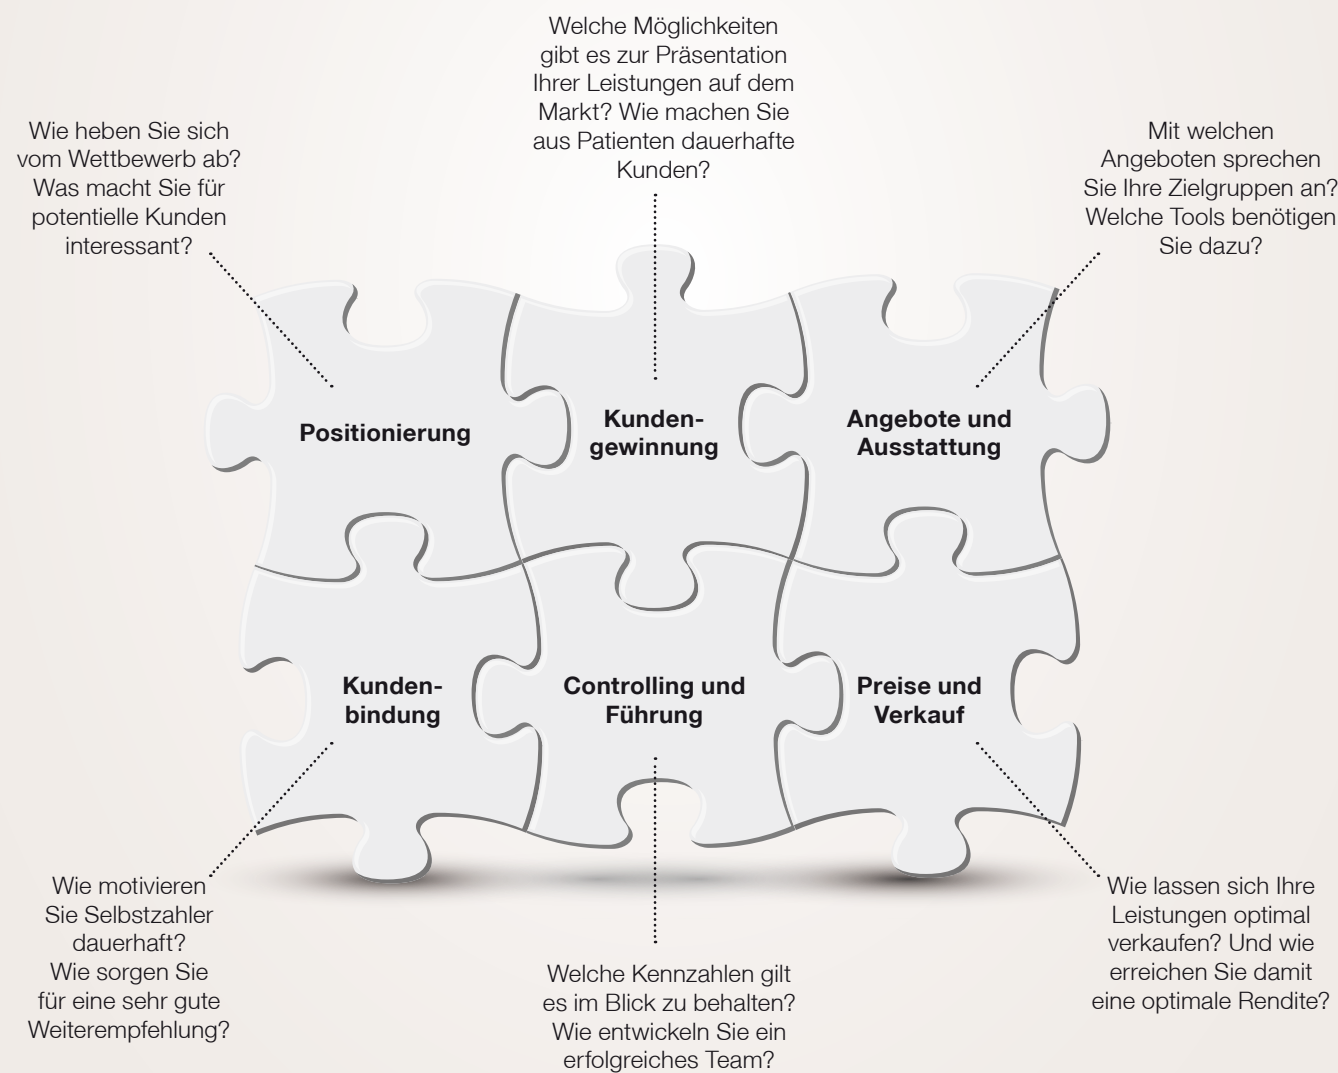 Welche Möglichkeiten
gibt es zur Präsentation
Ihrer Leistungen auf dem
Markt? Wie machen Sie
aus Patienten dauerhafte
Kunden?
Wie heben Sie sich
vom Wettbewerb ab?
Was macht Sie für
potentielle Kunden
interessant?
Mit welchen
Angeboten sprechen
Sie Ihre Zielgruppen an?
Welche Tools benötigen
Sie dazu?
Positionierung
Kunden-
gewinnung
Angebote und
Ausstattung
Kunden-
bindung
Controlling und
Führung
Preise und
Verkauf
Wie motivieren
Sie Selbstzahler
dauerhaft?
Wie sorgen Sie
für eine sehr gute
Weiterempfehlung?
Welche Kennzahlen gilt
es im Blick zu behalten?
Wie entwickeln Sie ein
erfolgreiches Team?
Wie lassen sich Ihre
Leistungen optimal
verkaufen? Und wie
erreichen Sie damit
eine optimale Rendite?